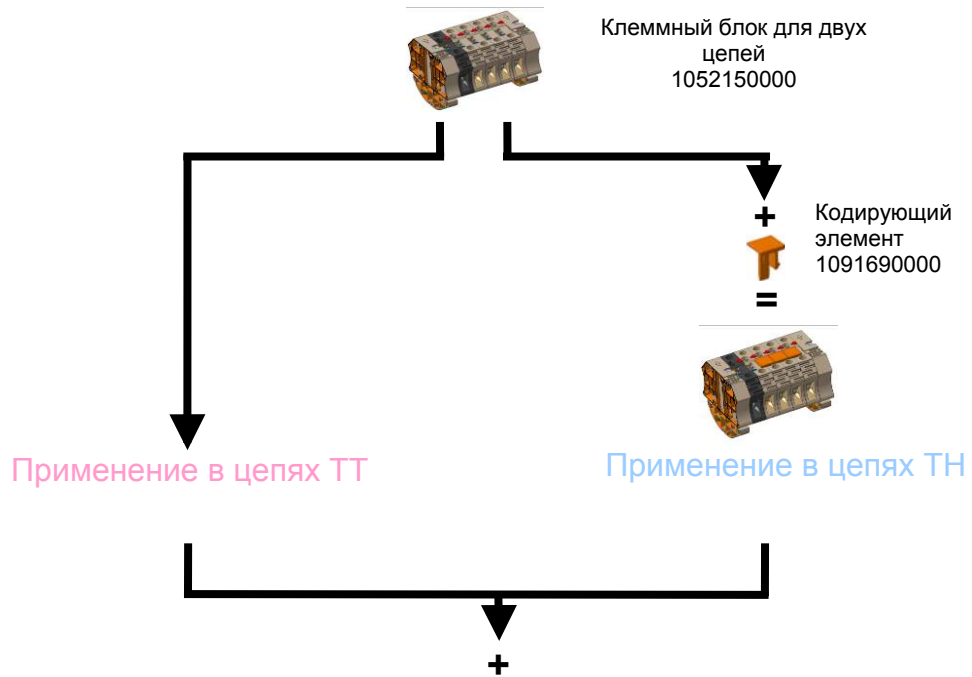 Клеммный блок для двух
цепей
1052150000
+
Кодирующий
элемент
1091690000
=
Применение в цепях ТТ
Применение в цепях ТН
+